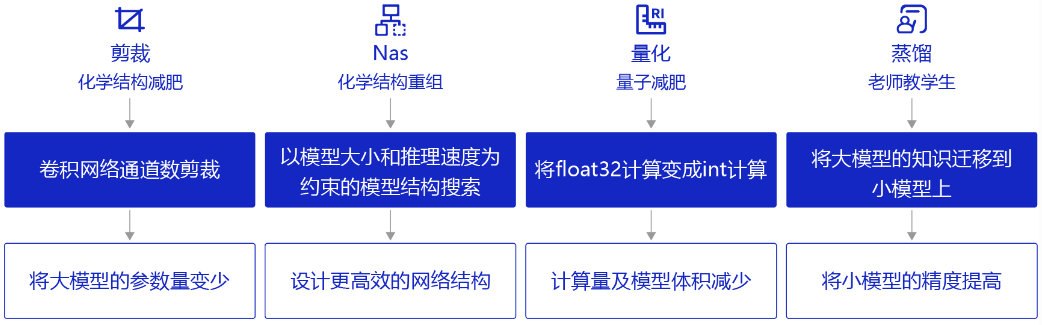 剪裁
化学结构减肥
卷积网络通道数剪裁
将大模型的参数量变少
Nas
化学结构重组
以模型大小和推理速度为
约束的模型结构搜索
设计更高效的网络结构
RI
量化
量子减肥
将float32计算变成int计算
计算量及模型体积减少
蒸馏
老师教学生
将大模型的知识迁移到
小模型上
将小模型的精度提高